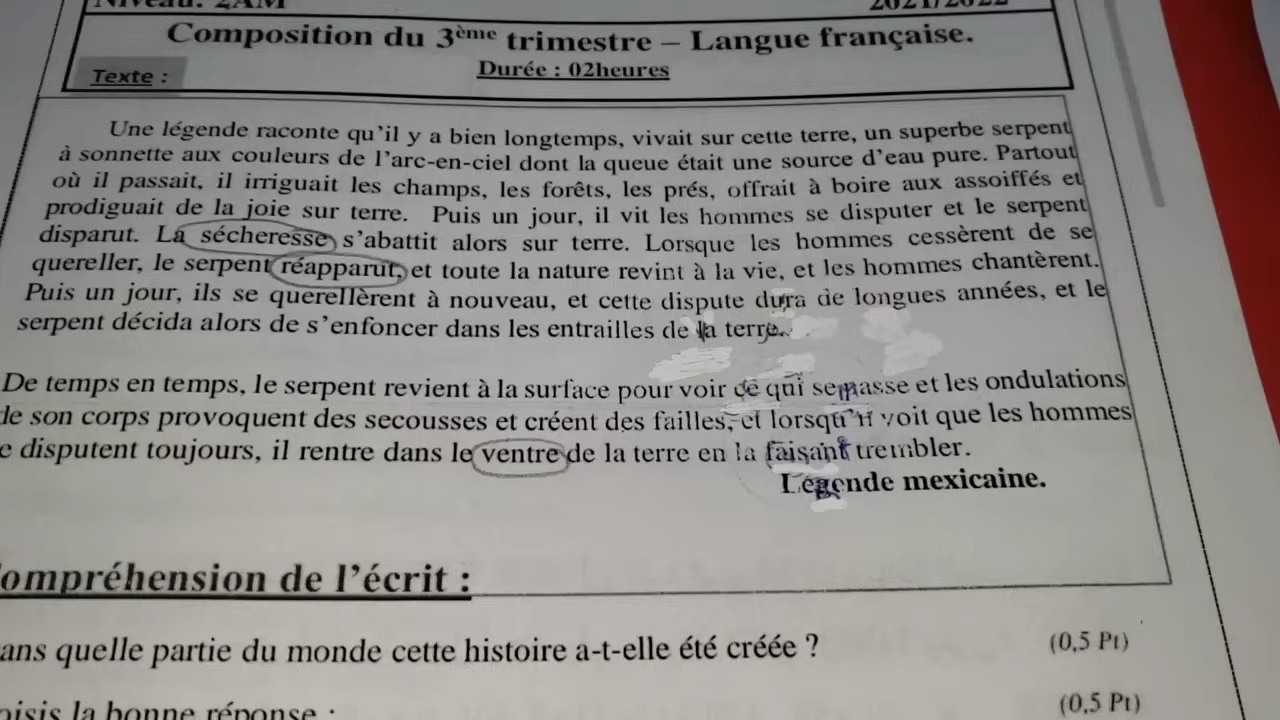 Niveau: 2AM 2021/2022
Composition du 3ème trimestre – Langue française.
Durée : 02heures
Texte :
Une légende raconte qu'il y a bien longtemps, vivait sur cette terre, un superbe serpent
à sonnette aux couleurs de l'arc-en-ciel dont la queue était une source d'eau pure. Partout
où il passait, il irriguait les champs, les forêts, les prés, offrait à boire aux assoiffés et
prodiguait de la joie sur terre. Puis un jour, il vit les hommes se disputer et le serpent
disparut. La sécheresse s'abattit alors sur terre. Lorsque les hommes cessèrent de se
quereller, le serpent réapparut, et toute la nature revint à la vie, et les hommes chantèrent.
Puis un jour, ils se querellèrent à nouveau, et cette dispute dura de longues années, et le
serpent décida alors de s'enfoncer dans les entrailles de la terre.
De temps en temps, le serpent revient à la surface pour voir ce qui se passe et les ondulations
de son corps provoquent des secousses et créent des failles, et lorsqu'il voit que les hommes
e disputent toujours, il rentre dans le ventre de la terre en la faisant trembler.
Légende mexicaine.
ompréhension de l'écrit :
ans quelle partie du monde cette histoire a-t-elle été créée ? (0,5 Pt)
oisis la bonne réponse : (0,5 Pt)